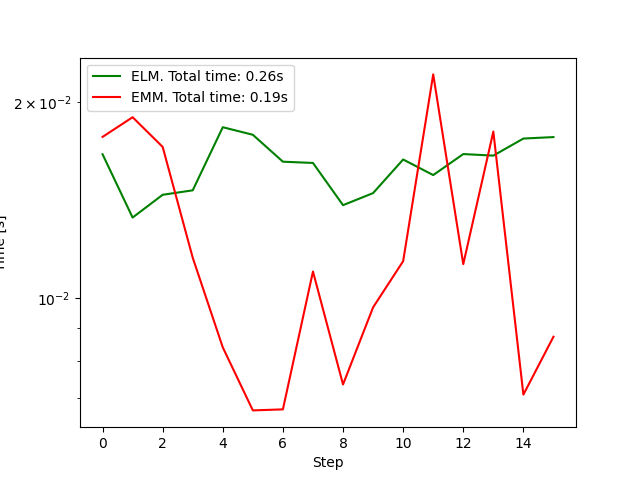 ELM. Total time: 0.26s
EMM. Total time: 0.19s
2 × 10⁻²
10⁻²
0 2 4 6 8 10 12 14
Step